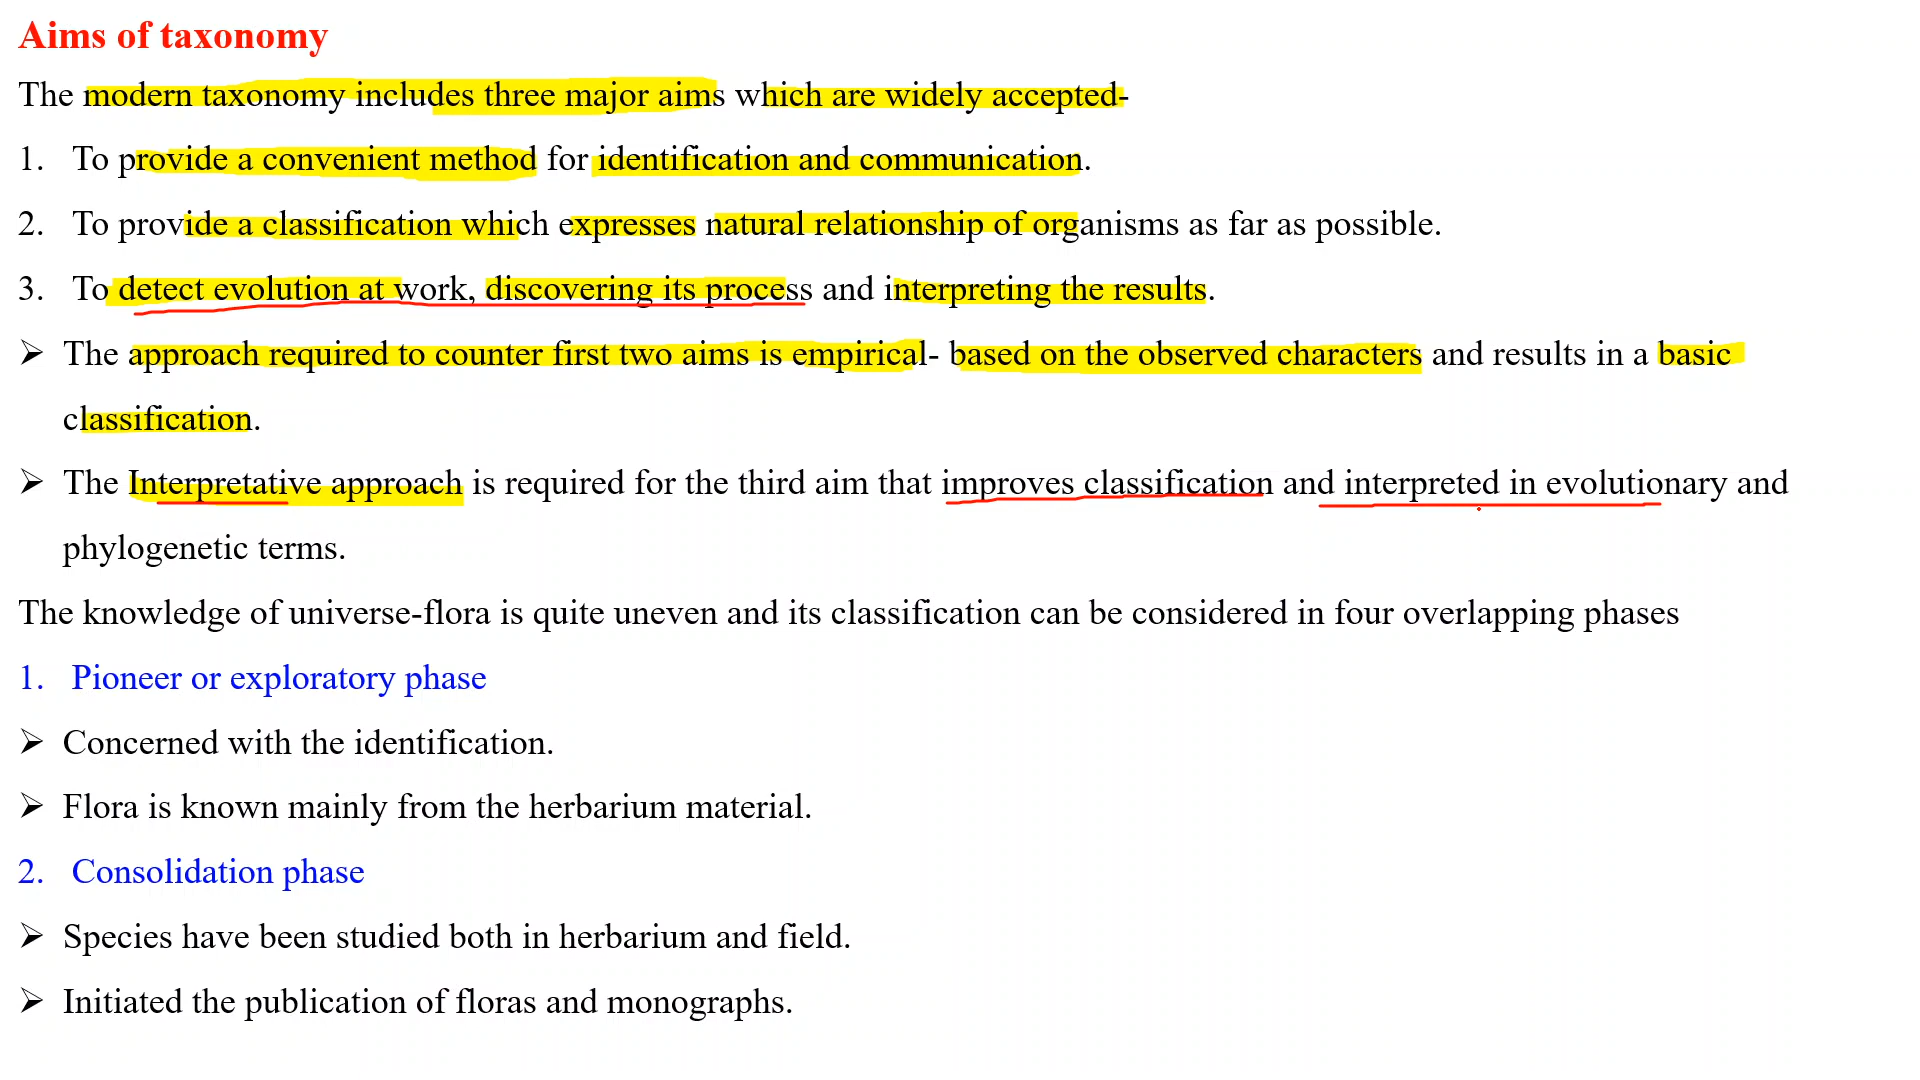 Aims of taxonomy
The modern taxonomy includes three major aims which are widely accepted-
1. To provide a convenient method for identification and communication.
2. To provide a classification which expresses natural relationship of organisms as far as possible.
3. To detect evolution at work, discovering its process and interpreting the results.
➢ The approach required to counter first two aims is empirical- based on the observed characters and results in a basic
classification.
➢ The Interpretative approach is required for the third aim that improves classification and interpreted in evolutionary and
phylogenetic terms.
The knowledge of universe-flora is quite uneven and its classification can be considered in four overlapping phases
1. Pioneer or exploratory phase
➢ Concerned with the identification.
➢ Flora is known mainly from the herbarium material.
2. Consolidation phase
➢ Species have been studied both in herbarium and field.
➢ Initiated the publication of floras and monographs.